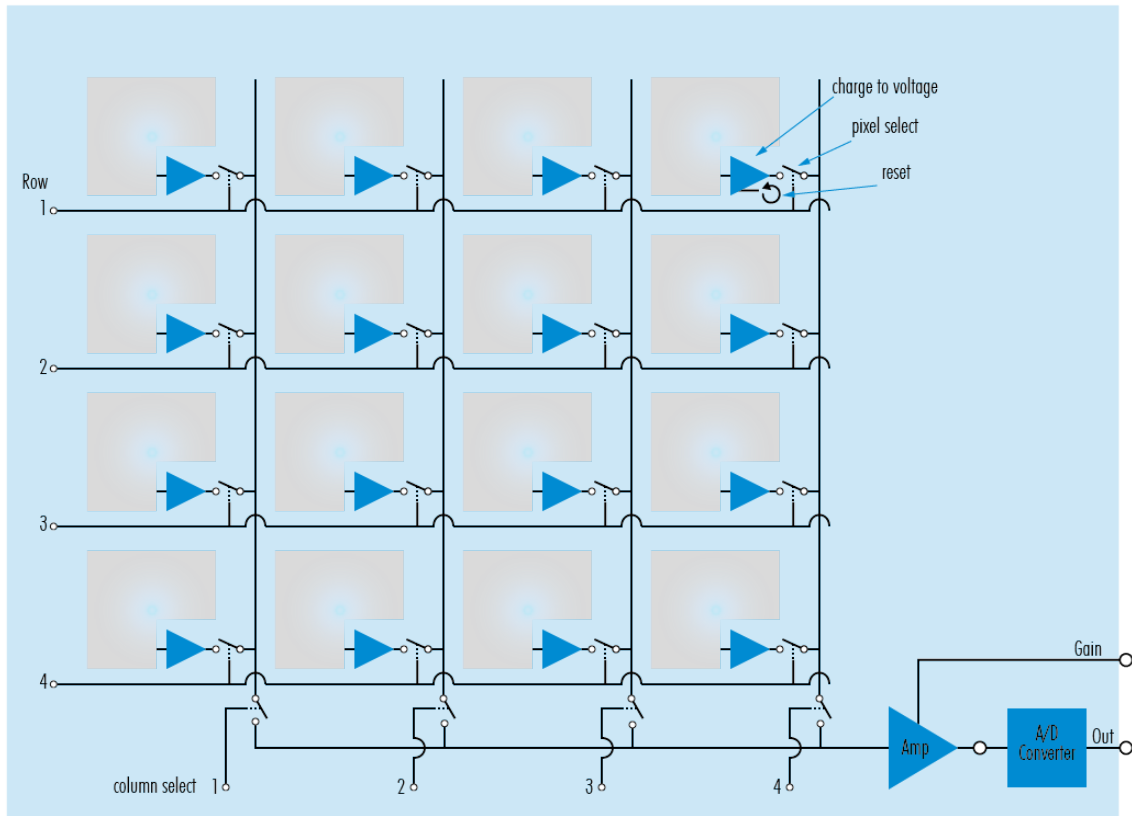 charge to voltage
pixel select
Row
reset
1
2
3
4
Gain
Amp
A/D
Converter
Out
column select 1 2 3 4